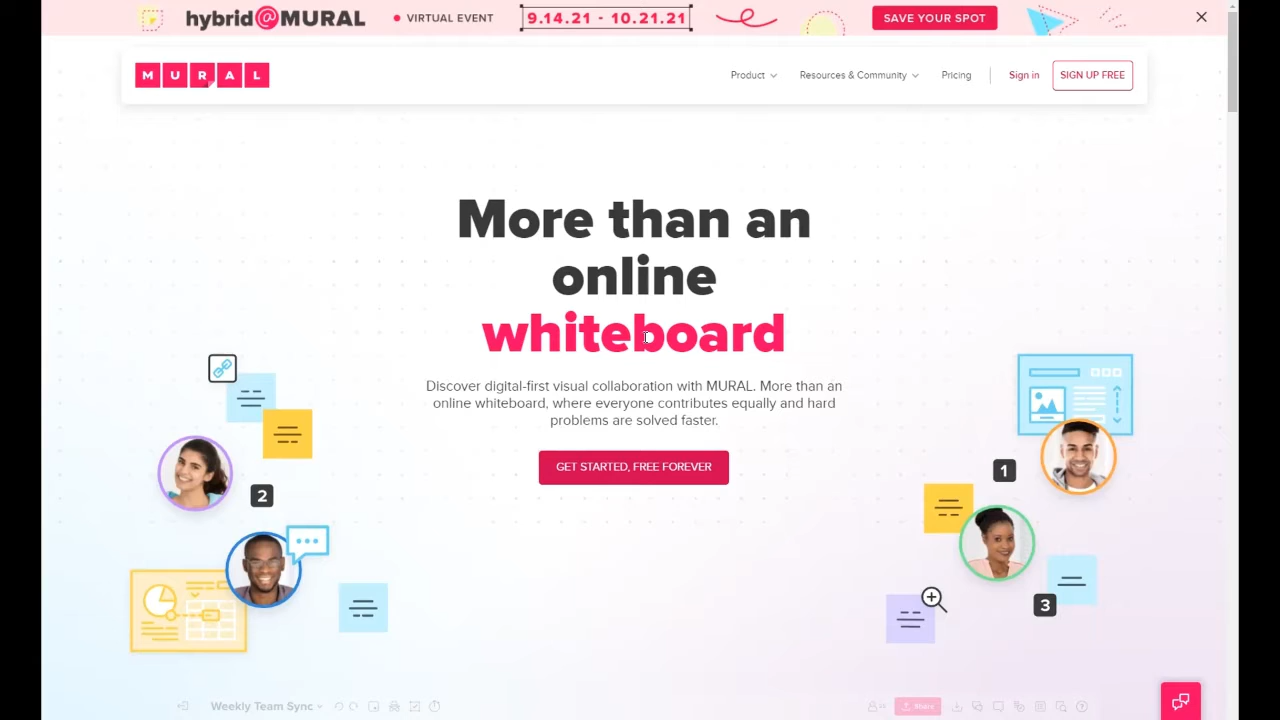 hybrid@MURAL
VIRTUAL EVENT
9.14.21 - 10.21.21
SAVE YOUR SPOT
MURAL
Product
Resources & Community
Pricing
Sign in
SIGN UP FREE
More than an
online
whiteboard
Discover digital-first visual collaboration with MURAL. More than an
online whiteboard, where everyone contributes equally and hard
problems are solved faster.
GET STARTED, FREE FOREVER
2
1
3
Weekly Team Sync
Share